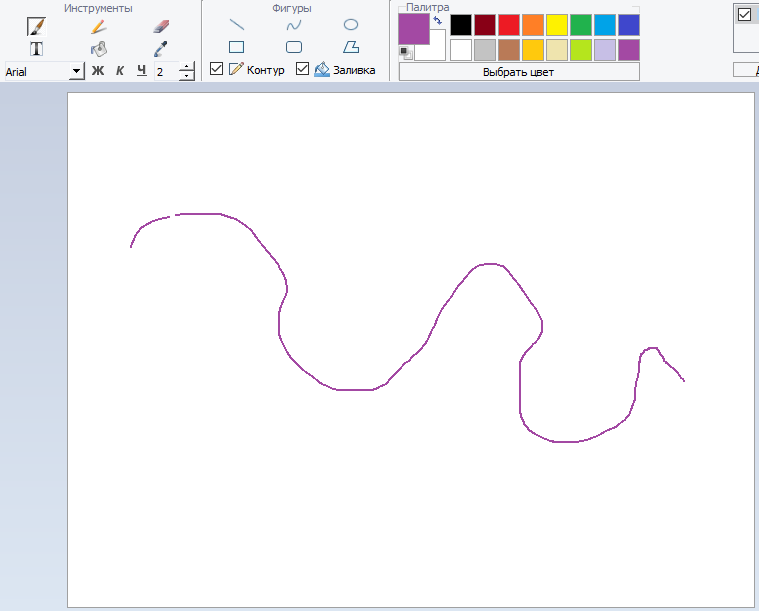 Инструменты
Фигуры
Палитра
T
Arial
Ж К Ч 2
Контур
Заливка
Выбрать цвет